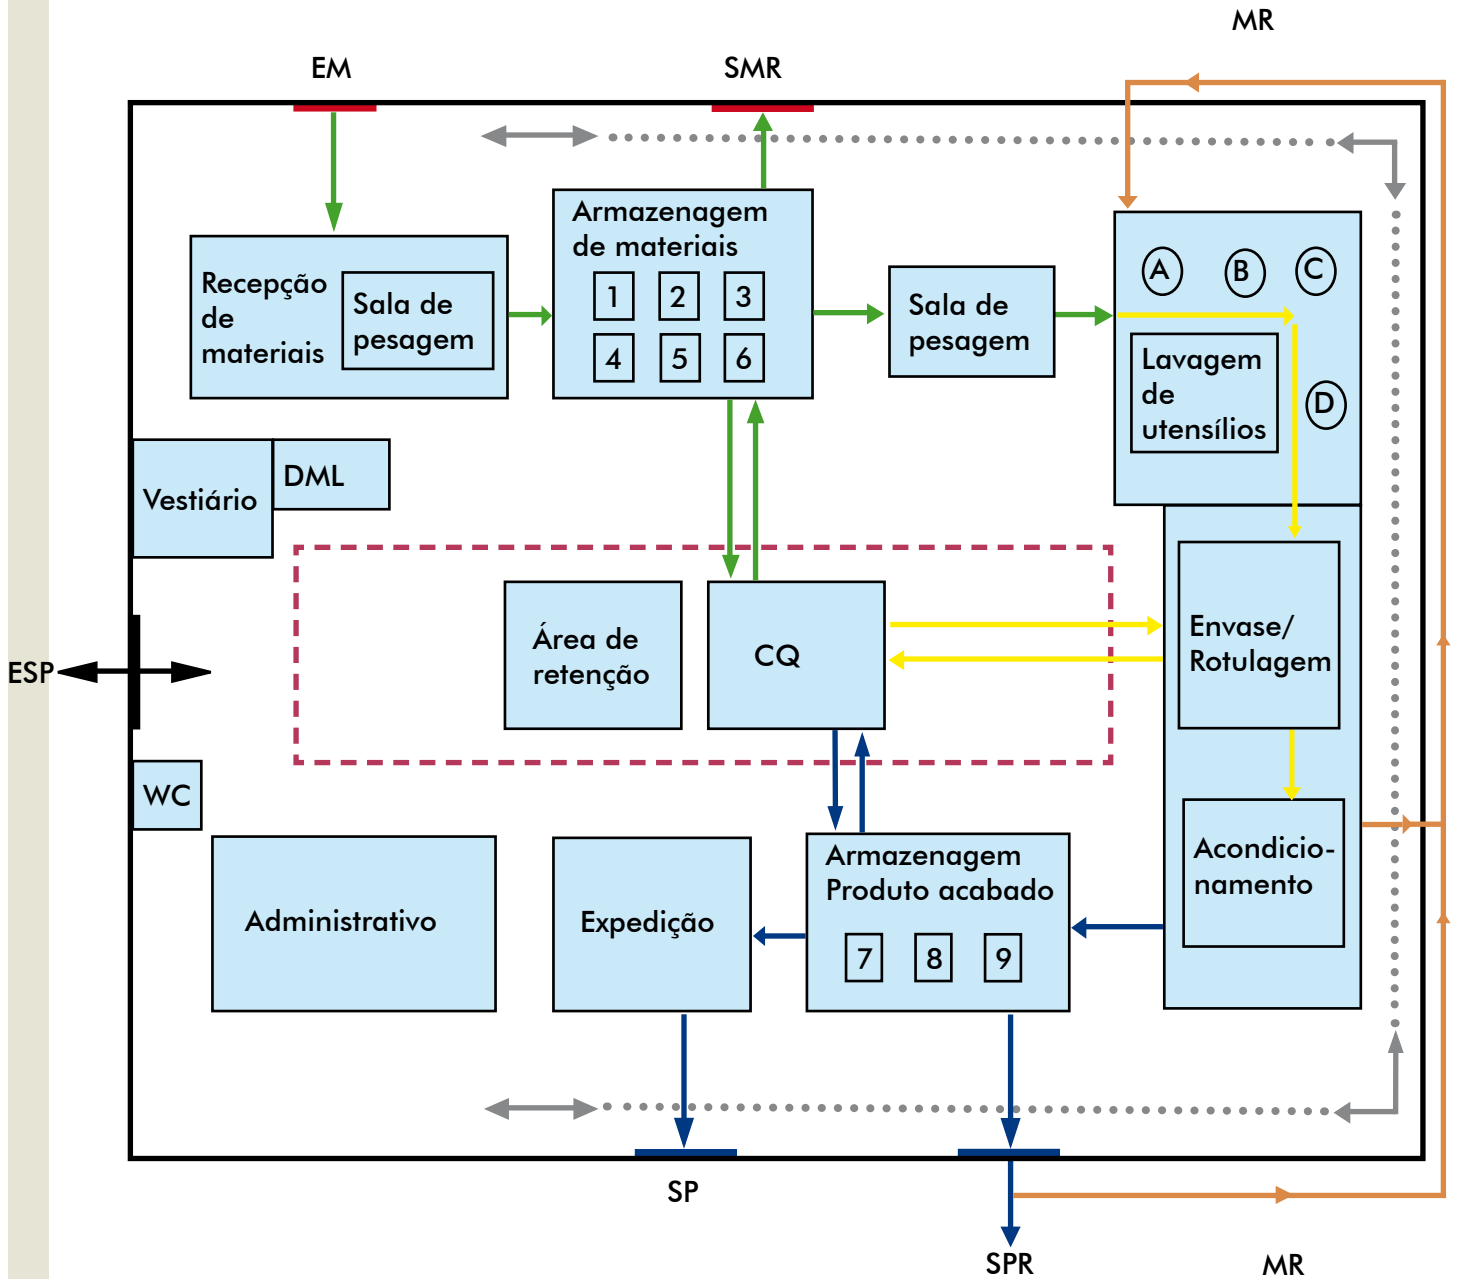 MR
EM
SMR
Recepção
de
materiais
Sala de
pesagem
Armazenagem
de materiais
1
2
3
4
5
6
Sala de
pesagem
A
B
C
D
Lavagem
de
utensílios
Vestiário
DML
Área de
retenção
CQ
Envase/
Rotulagem
ESP
WC
Administrativo
Expedição
Armazenagem
Produto acabado
7
8
9
Acondicio-
namento
SP
SPR
MR